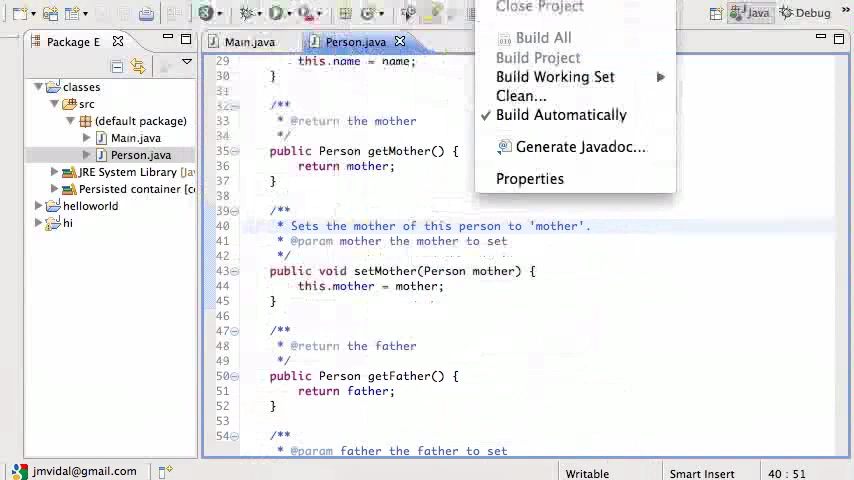 Close Project
Java
Debug
Build All
Build Project
Build Working Set
Clean...
Build Automatically
Generate Javadoc...
Properties
Package E
classes
src
(default package)
Main.java
Person.java
JRE System Library [Jav
Persisted container [co
helloworld
hi
Main.java
Person.java
29 this.name = name;
30 }
31
32 /**
33 * @return the mother
34 */
35 public Person getMother() {
36 return mother;
37 }
38
39 /**
40 * Sets the mother of this person to 'mother'.
41 * @param mother the mother to set
42 */
43 public void setMother(Person mother) {
44 this.mother = mother;
45 }
46
47 /**
48 * @return the father
49 */
50 public Person getFather() {
51 return father;
52 }
53
54 /**
* @param father the father to set
jmvidal@gmail.com
Writable
Smart Insert
40 : 51